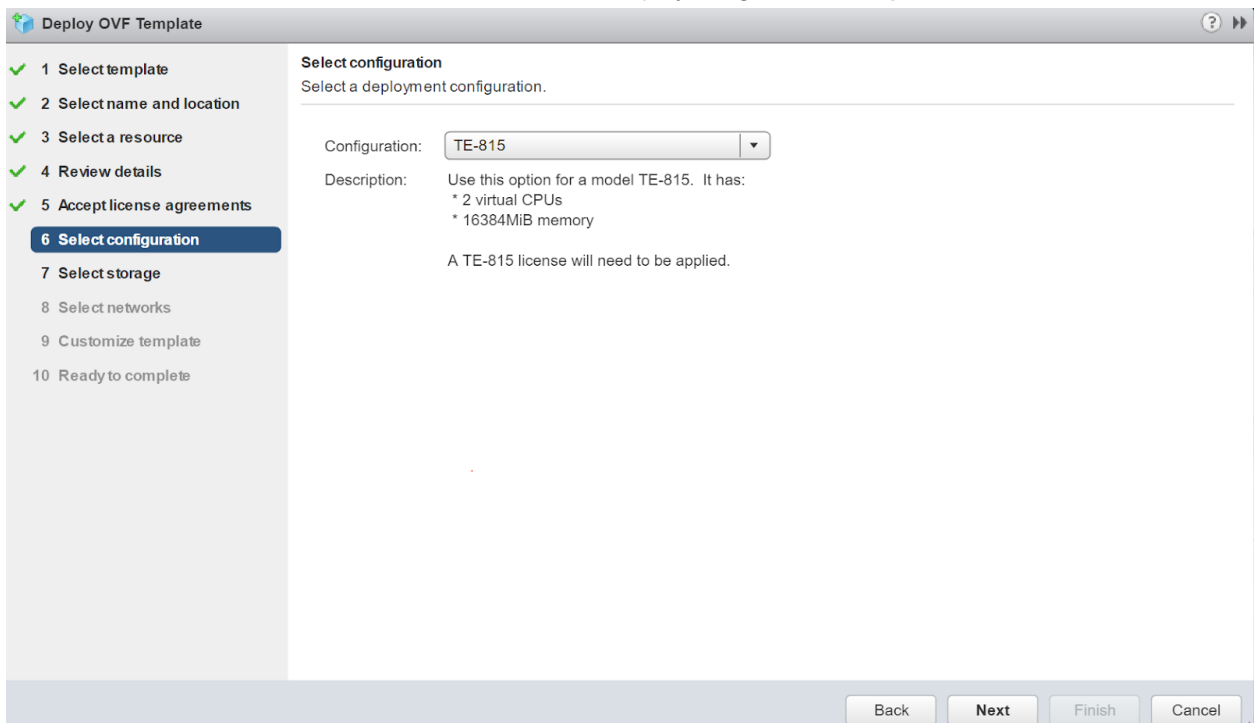 Deploy OVF Template
?
1 Select template
2 Select name and location
3 Select a resource
4 Review details
5 Accept license agreements
6 Select configuration
7 Select storage
8 Select networks
9 Customize template
10 Ready to complete
Select configuration
Select a deployment configuration.
Configuration: TE-815
Description: Use this option for a model TE-815. It has:
* 2 virtual CPUs
* 16384MiB memory
A TE-815 license will need to be applied.
Back Next Finish Cancel